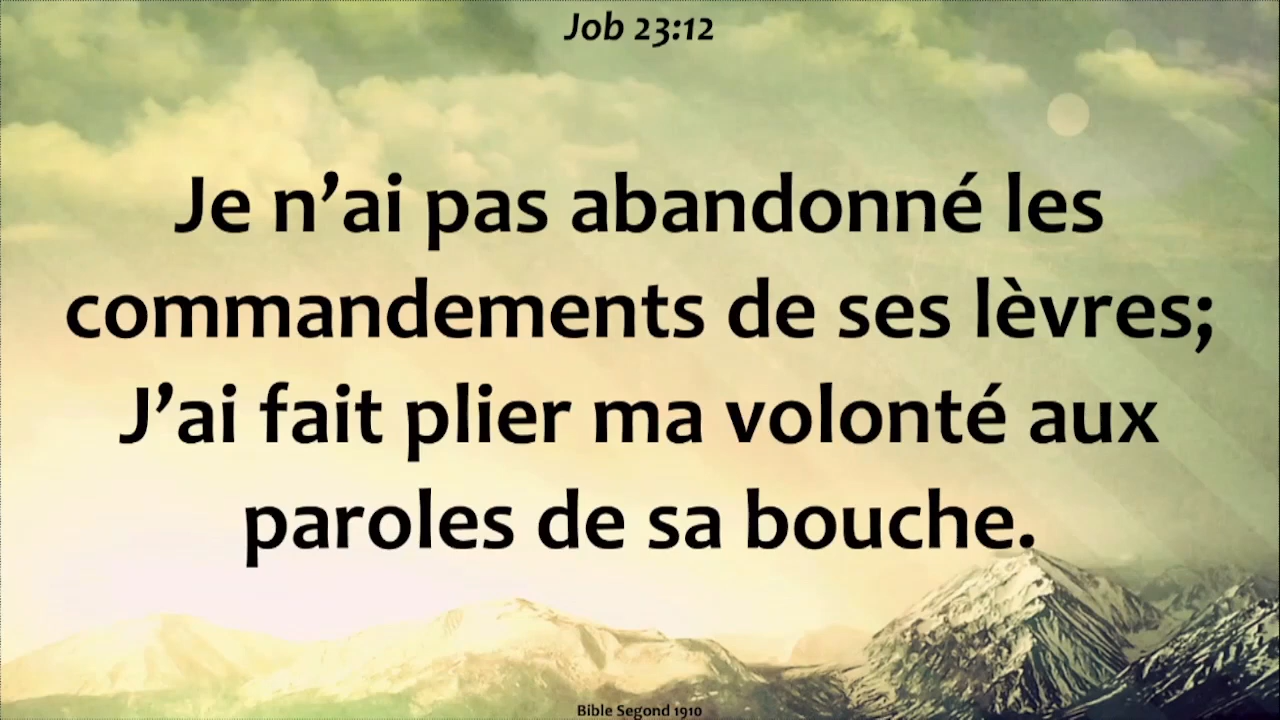 Job 23:12
Je n’ai pas abandonné les
commandements de ses lèvres;
J’ai fait plier ma volonté aux
paroles de sa bouche.
Bible Segond 1910